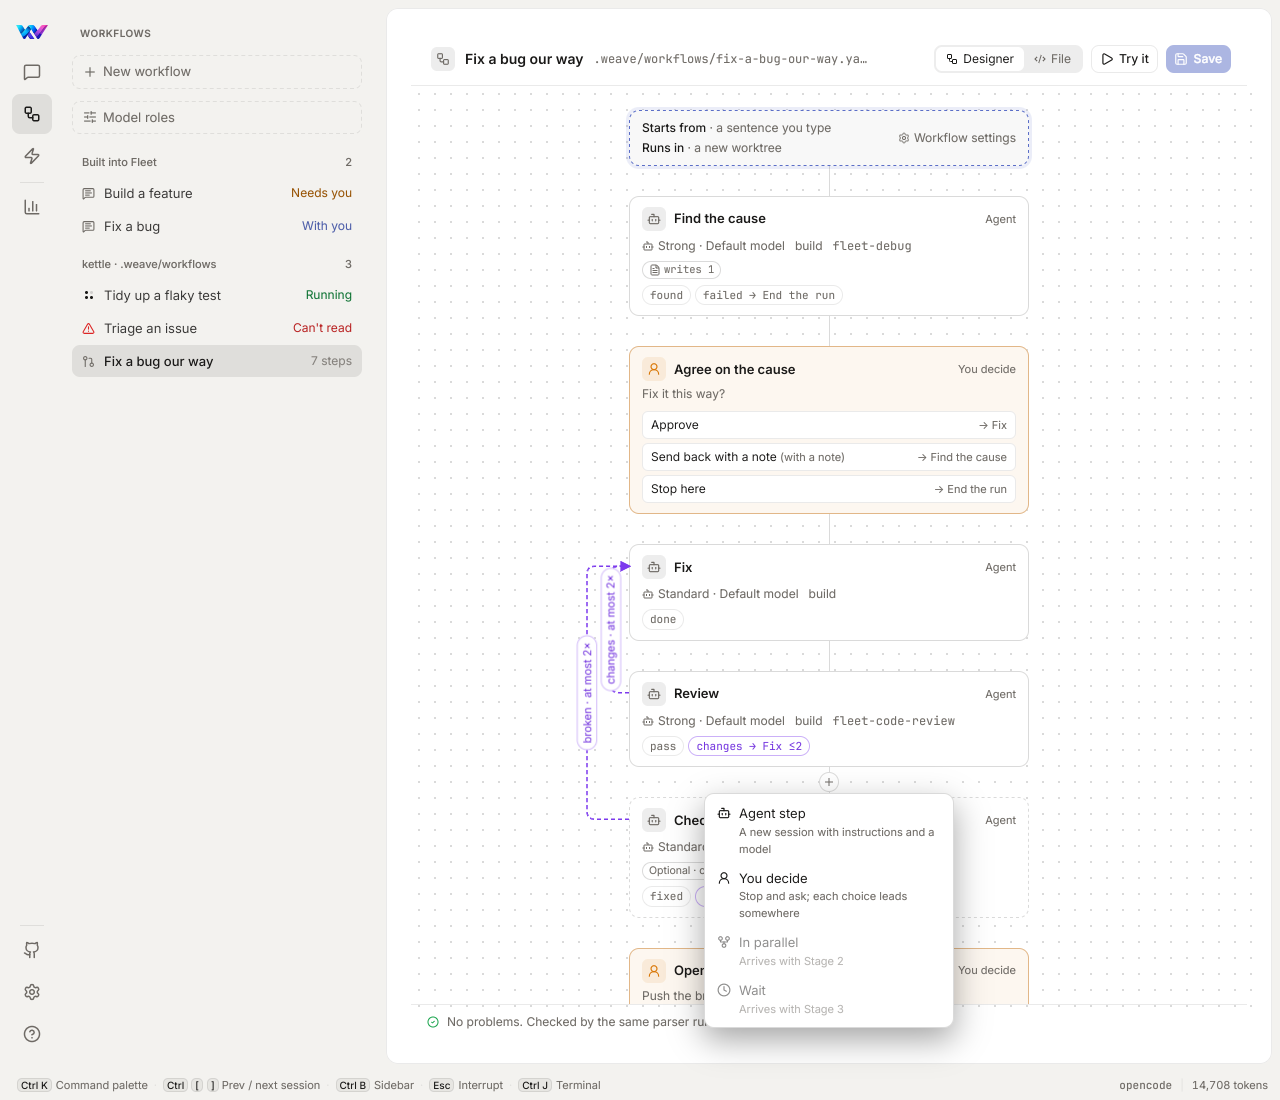 WORKFLOWS
New workflow
Model roles
Built into Fleet 2
Build a feature Needs you
Fix a bug With you
kettle · .weave/workflows 3
Tidy up a flaky test Running
Triage an issue Can't read
Fix a bug our way 7 steps
Fix a bug our way .weave/workflows/fix-a-bug-our-way.ya…
Designer
File
Try it
Save
Starts from · a sentence you type
Runs in · a new worktree
Workflow settings
Find the cause Agent
Strong · Default model build fleet-debug
writes 1
found failed → End the run
Agree on the cause You decide
Fix it this way?
Approve → Fix
Send back with a note (with a note) → Find the cause
Stop here → End the run
Fix Agent
Standard · Default model build
done
changes · at most 2×
broken · at most 2×
Review Agent
Strong · Default model build fleet-code-review
pass changes → Fix ≤2
Agent
Optional ·
fixed
Agent step
A new session with instructions and a
model
You decide
Stop and ask; each choice leads
somewhere
In parallel
Arrives with Stage 2
Wait
Arrives with Stage 3
You decide
Push the
No problems. Checked by the same parser
Ctrl K Command palette Ctrl [ ] Prev / next session Ctrl B Sidebar Esc Interrupt Ctrl J Terminal
opencode 14,708 tokens